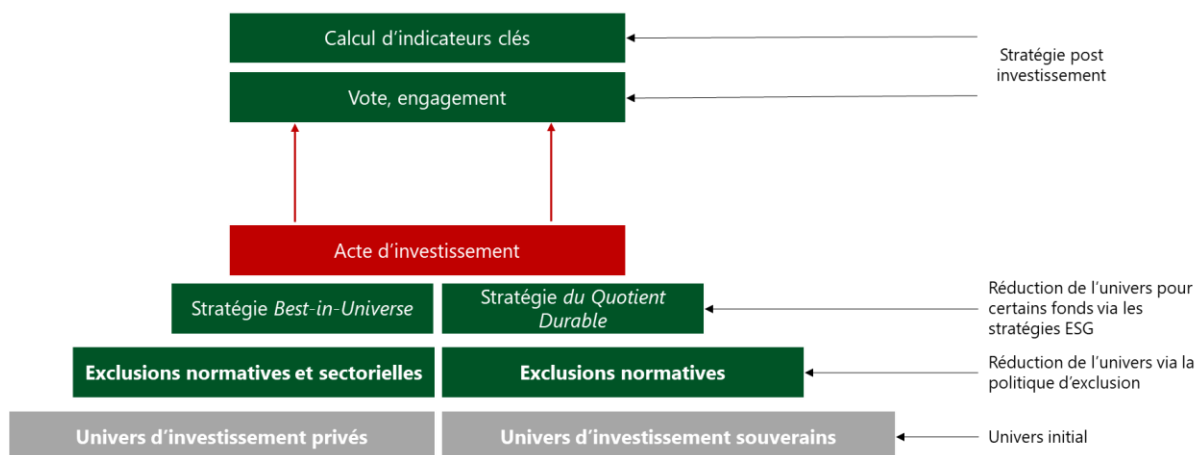 Calcul d'indicateurs clés
Stratégie post
investissement
Vote, engagement
Acte d'investissement
Stratégie Best-in-Universe
Stratégie du Quotient
Durable
Réduction de l'univers pour
certains fonds via les
stratégies ESG
Exclusions normatives et sectorielles
Exclusions normatives
Réduction de l'univers via la
politique d'exclusion
Univers d'investissement privés
Univers d'investissement souverains
Univers initial